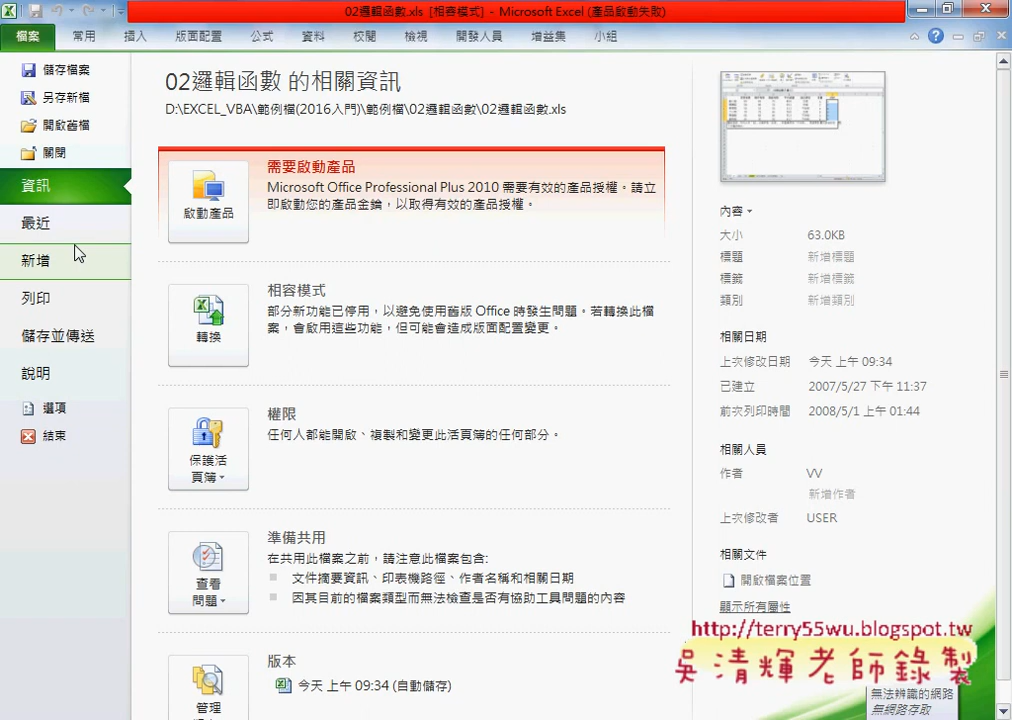 02邏輯函數.xls [相容模式] - Microsoft Excel (產品啟動失敗)
檔案 常用 插入 版面配置 公式 資料 校閱 檢視 開發人員 增益集 小組
儲存檔案
另存新檔
開啟舊檔
關閉
資訊
最近
新增
列印
儲存並傳送
說明
選項
結束
02邏輯函數 的相關資訊
D:\EXCEL_VBA\範例檔(2016入門)\範例檔\02邏輯函數\02邏輯函數.xls
啟動產品
需要啟動產品
Microsoft Office Professional Plus 2010 需要有效的產品授權。請立
即啟動您的產品金鑰，以取得有效的產品授權。
轉換
相容模式
部分新功能已停用，以避免使用舊版 Office 時發生問題。若轉換此檔
案，會啟用這些功能，但可能會造成版面配置變更。
保護活
頁簿
權限
任何人都能開啟、複製和變更此活頁簿的任何部分。
查看
問題
準備共用
在共用此檔案之前，請注意此檔案包含:
文件摘要資訊、印表機路徑、作者名稱和相關日期
因其目前的檔案類型而無法檢查是否有協助工具問題的內容
管理
版本
今天 上午 09:34 (自動儲存)
內容
大小 63.0KB
標題 新增標題
標籤 新增標籤
類別 新增類別
相關日期
上次修改日期 今天 上午 09:34
已建立 2007/5/27 下午 11:37
前次列印時間 2008/5/1 上午 01:44
相關人員
作者 VV
新增作者
上次修改者 USER
相關文件
開啟檔案位置
顯示所有屬性
http://terry55wu.blogspot.tw
吳清輝老師錄製
無法辨識的網路
無網路存取